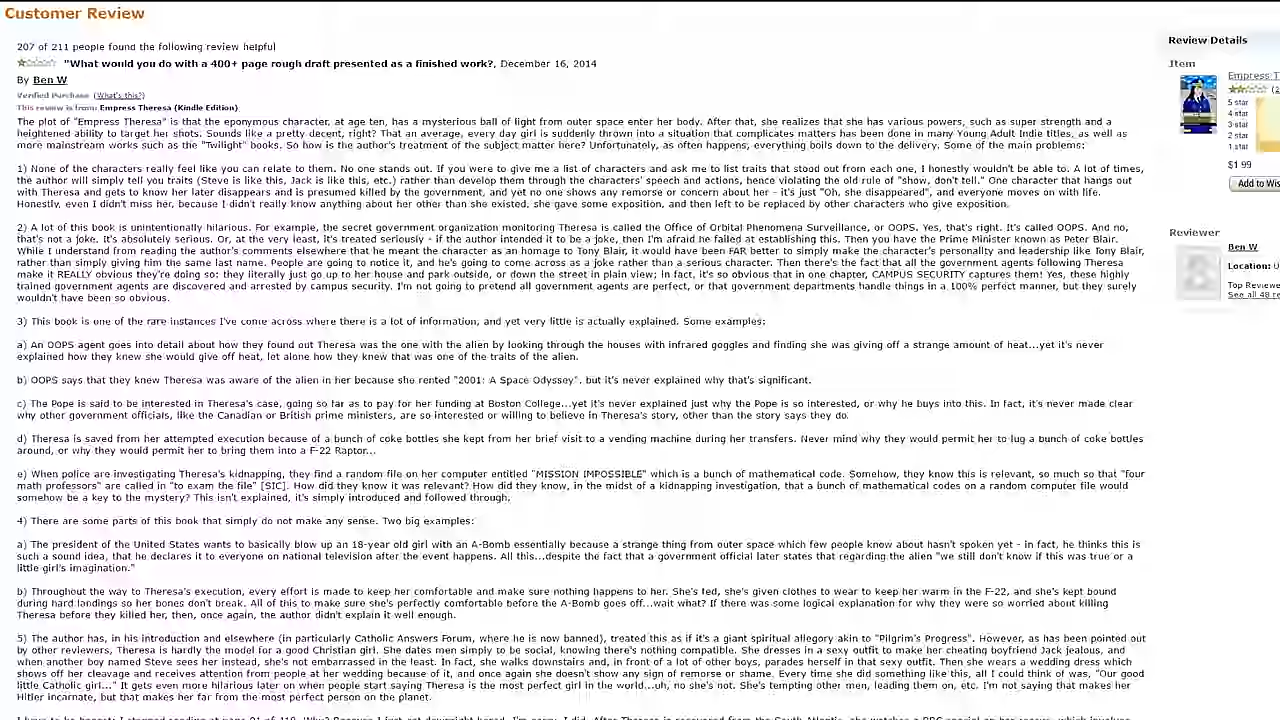 Customer Review
207 of 211 people found the following review helpful
"What would you do with a 400+ page rough draft presented as a finished work?, December 16, 2014
By Ben W
Verified Purchase (What's this?)
This review is from: Empress Theresa (Kindle Edition)
The plot of "Empress Theresa" is that the eponymous character, at age ten, has a mysterious ball of light from outer space enter her body. After that, she realizes that she has various powers, such as super strength and a
heightened ability to target her shots. Sounds like a pretty decent, right? That an average, every day girl is suddenly thrown into a situation that complicates matters has been done in many Young Adult Indie titles, as well as
more mainstream works such as the "Twilight" books. So how is the author's treatment of the subject matter here? Unfortunately, as often happens, everything boils down to the delivery. Some of the main problems:
1) None of the characters really feel like you can relate to them. No one stands out. If you were to give me a list of characters and ask me to list traits that stood out from each one, I honestly wouldn't be able to. A lot of times,
the author will simply tell you traits (Steve is like this, Jack is like this, etc.) rather than develop them through the characters' speech and actions, hence violating the old rule of "show, don't tell." One character that hangs out
with Theresa and gets to know her later disappears and is presumed killed by the government, and yet no one shows any remorse or concern about her - it's just "Oh, she disappeared", and everyone moves on with life.
Honestly, even I didn't miss her, because I didn't really know anything about her other than she existed, she gave some exposition, and then left to be replaced by other characters who give exposition.
2) A lot of this book is unintentionally hilarious. For example, the secret government organization monitoring Theresa is called the Office of Orbital Phenomena Surveillance, or OOPS. Yes, that's right. It's called OOPS. And no,
that's not a joke. It's absolutely serious. Or, at the very least, it's treated seriously - if the author intended it to be a joke, then I'm afraid he failed at establishing this. Then you have the Prime Minister known as Peter Blair.
While I understand from reading the author's comments elsewhere that he meant the character as an homage to Tony Blair, it would have been FAR better to simply make the character's personality and leadership like Tony Blair,
rather than simply giving him the same last name. People are going to notice it, and he's going to come across as a joke rather than a serious character. Then there's the fact that all the government agents following Theresa
make it REALLY obvious they're doing so: they literally just go up to her house and park outside, or down the street in plain view; in fact, it's so obvious that in one chapter, CAMPUS SECURITY captures them! Yes, these highly
trained government agents are discovered and arrested by campus security. I'm not going to pretend all government agents are perfect, or that government departments handle things in a 100% perfect manner, but they surely
wouldn't have been so obvious.
3) This book is one of the rare instances I've come across where there is a lot of information, and yet very little is actually explained. Some examples:
a) An OOPS agent goes into detail about how they found out Theresa was the one with the alien by looking through the houses with infrared goggles and finding she was giving off a strange amount of heat...yet it's never
explained how they knew she would give off heat, let alone how they knew that was one of the traits of the alien.
b) OOPS says that they knew Theresa was aware of the alien in her because she rented "2001: A Space Odyssey", but it's never explained why that's significant.
c) The Pope is said to be interested in Theresa's case, going so far as to pay for her funding at Boston College...yet it's never explained just why the Pope is so interested, or why he buys into this. In fact, it's never made clear
why other government officials, like the Canadian or British prime ministers, are so interested or willing to believe in Theresa's story, other than the story says they do.
d) Theresa is saved from her attempted execution because of a bunch of coke bottles she kept from her brief visit to a vending machine during her transfers. Never mind why they would permit her to lug a bunch of coke bottles
around, or why they would permit her to bring them into a F-22 Raptor...
e) When police are investigating Theresa's kidnapping, they find a random file on her computer entitled "MISSION IMPOSSIBLE" which is a bunch of mathematical code. Somehow, they know this is relevant, so much so that "four
math professors" are called in "to exam the file" [SIC]. How did they know it was relevant? How did they know, in the midst of a kidnapping investigation, that a bunch of mathematical codes on a random computer file would
somehow be a key to the mystery? This isn't explained, it's simply introduced and followed through.
4) There are some parts of this book that simply do not make any sense. Two big examples:
a) The president of the United States wants to basically blow up an 18-year old girl with an A-Bomb essentially because a strange thing from outer space which few people know about hasn't spoken yet - in fact, he thinks this is
such a sound idea, that he declares it to everyone on national television after the event happens. All this...despite the fact that a government official later states that regarding the alien "we still don't know if this was true or a
little girl's imagination."
b) Throughout the way to Theresa's execution, every effort is made to keep her comfortable and make sure nothing happens to her. She's fed, she's given clothes to wear to keep her warm in the F-22, and she's kept bound
during hard landings so her bones don't break. All of this to make sure she's perfectly comfortable before the A-Bomb goes off...wait what? If there was some logical explanation for why they were so worried about killing
Theresa before they killed her, then, once again, the author didn't explain it well enough.
5) The author has, in his introduction and elsewhere (in particularly Catholic Answers Forum, where he is now banned), treated this as if it's a giant spiritual allegory akin to "Pilgrim's Progress". However, as has been pointed out
by other reviewers, Theresa is hardly the model for a good Christian girl. She dates men simply to be social, knowing there's nothing compatible. She dresses in a sexy outfit to make her cheating boyfriend Jack jealous, and
when another boy named Steve sees her instead, she's not embarrassed in the least. In fact, she walks downstairs and, in front of a lot of other boys, parades herself in that sexy outfit. Then she wears a wedding dress which
shows off her cleavage and receives attention from people at her wedding because of it, and once again she doesn't show any sign of remorse or shame. Every time she did something like this, all I could think of was, "Our good
little Catholic girl..." It gets even more hilarious later on when people start saying Theresa is the most perfect girl in the world...uh, no she's not. She's tempting other men, leading them on, etc. I'm not saying that makes her
Hitler incarnate, but that makes her far from the most perfect person on the planet.
Review Details
Item
Empress T
(2
5 star
4 star
3 star
2 star
1 star
$1.99
Add to Wis
Reviewer
Ben W
Location: U
Top Reviewe
See all 48 re